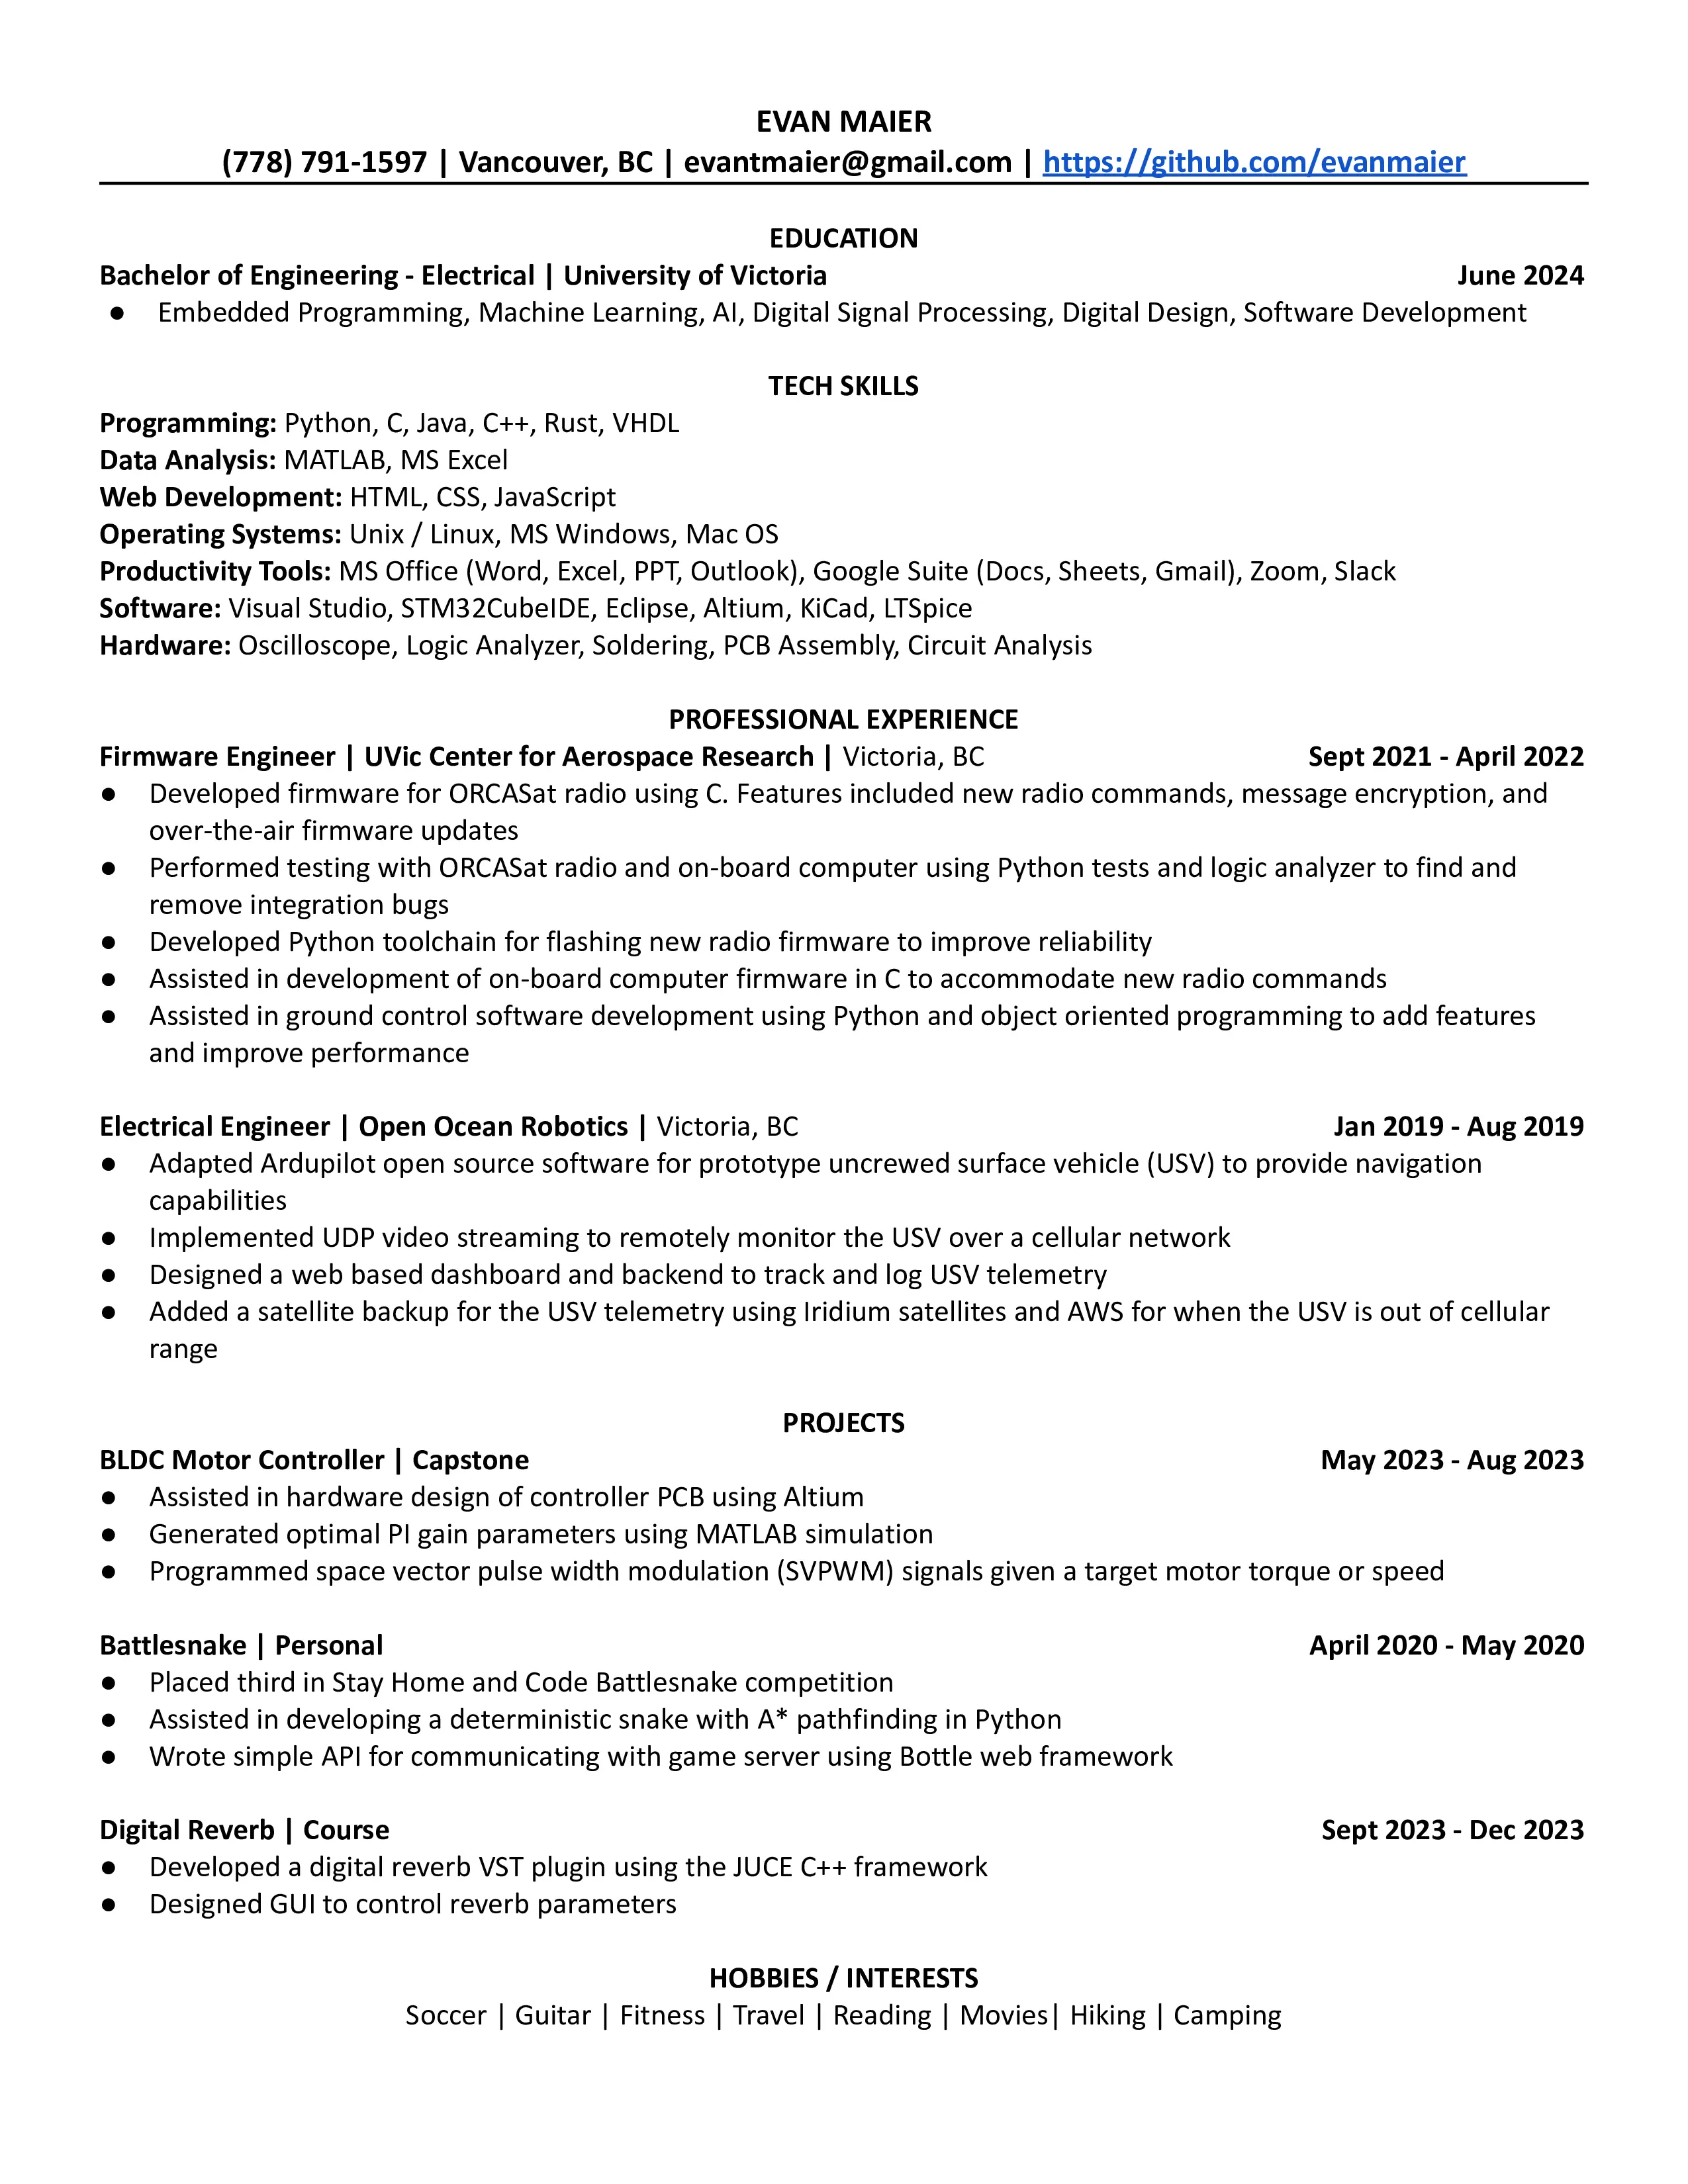 EVAN MAIER
(778) 791-1597 | Vancouver, BC | evantmaier@gmail.com | https://github.com/evanmaier
EDUCATION
Bachelor of Engineering - Electrical | University of Victoria June 2024
● Embedded Programming, Machine Learning, AI, Digital Signal Processing, Digital Design, Software Development
TECH SKILLS
Programming: Python, C, Java, C++, Rust, VHDL
Data Analysis: MATLAB, MS Excel
Web Development: HTML, CSS, JavaScript
Operating Systems: Unix / Linux, MS Windows, Mac OS
Productivity Tools: MS Office (Word, Excel, PPT, Outlook), Google Suite (Docs, Sheets, Gmail), Zoom, Slack
Software: Visual Studio, STM32CubeIDE, Eclipse, Altium, KiCad, LTSpice
Hardware: Oscilloscope, Logic Analyzer, Soldering, PCB Assembly, Circuit Analysis
PROFESSIONAL EXPERIENCE
Firmware Engineer | UVic Center for Aerospace Research | Victoria, BC Sept 2021 - April 2022
● Developed firmware for ORCASat radio using C. Features included new radio commands, message encryption, and
over-the-air firmware updates
● Performed testing with ORCASat radio and on-board computer using Python tests and logic analyzer to find and
remove integration bugs
● Developed Python toolchain for flashing new radio firmware to improve reliability
● Assisted in development of on-board computer firmware in C to accommodate new radio commands
● Assisted in ground control software development using Python and object oriented programming to add features
and improve performance
Electrical Engineer | Open Ocean Robotics | Victoria, BC Jan 2019 - Aug 2019
● Adapted Ardupilot open source software for prototype uncrewed surface vehicle (USV) to provide navigation
capabilities
● Implemented UDP video streaming to remotely monitor the USV over a cellular network
● Designed a web based dashboard and backend to track and log USV telemetry
● Added a satellite backup for the USV telemetry using Iridium satellites and AWS for when the USV is out of cellular
range
PROJECTS
BLDC Motor Controller | Capstone May 2023 - Aug 2023
● Assisted in hardware design of controller PCB using Altium
● Generated optimal PI gain parameters using MATLAB simulation
● Programmed space vector pulse width modulation (SVPWM) signals given a target motor torque or speed
Battlesnake | Personal April 2020 - May 2020
● Placed third in Stay Home and Code Battlesnake competition
● Assisted in developing a deterministic snake with A* pathfinding in Python
● Wrote simple API for communicating with game server using Bottle web framework
Digital Reverb | Course Sept 2023 - Dec 2023
● Developed a digital reverb VST plugin using the JUCE C++ framework
● Designed GUI to control reverb parameters
HOBBIES / INTERESTS
Soccer | Guitar | Fitness | Travel | Reading | Movies| Hiking | Camping